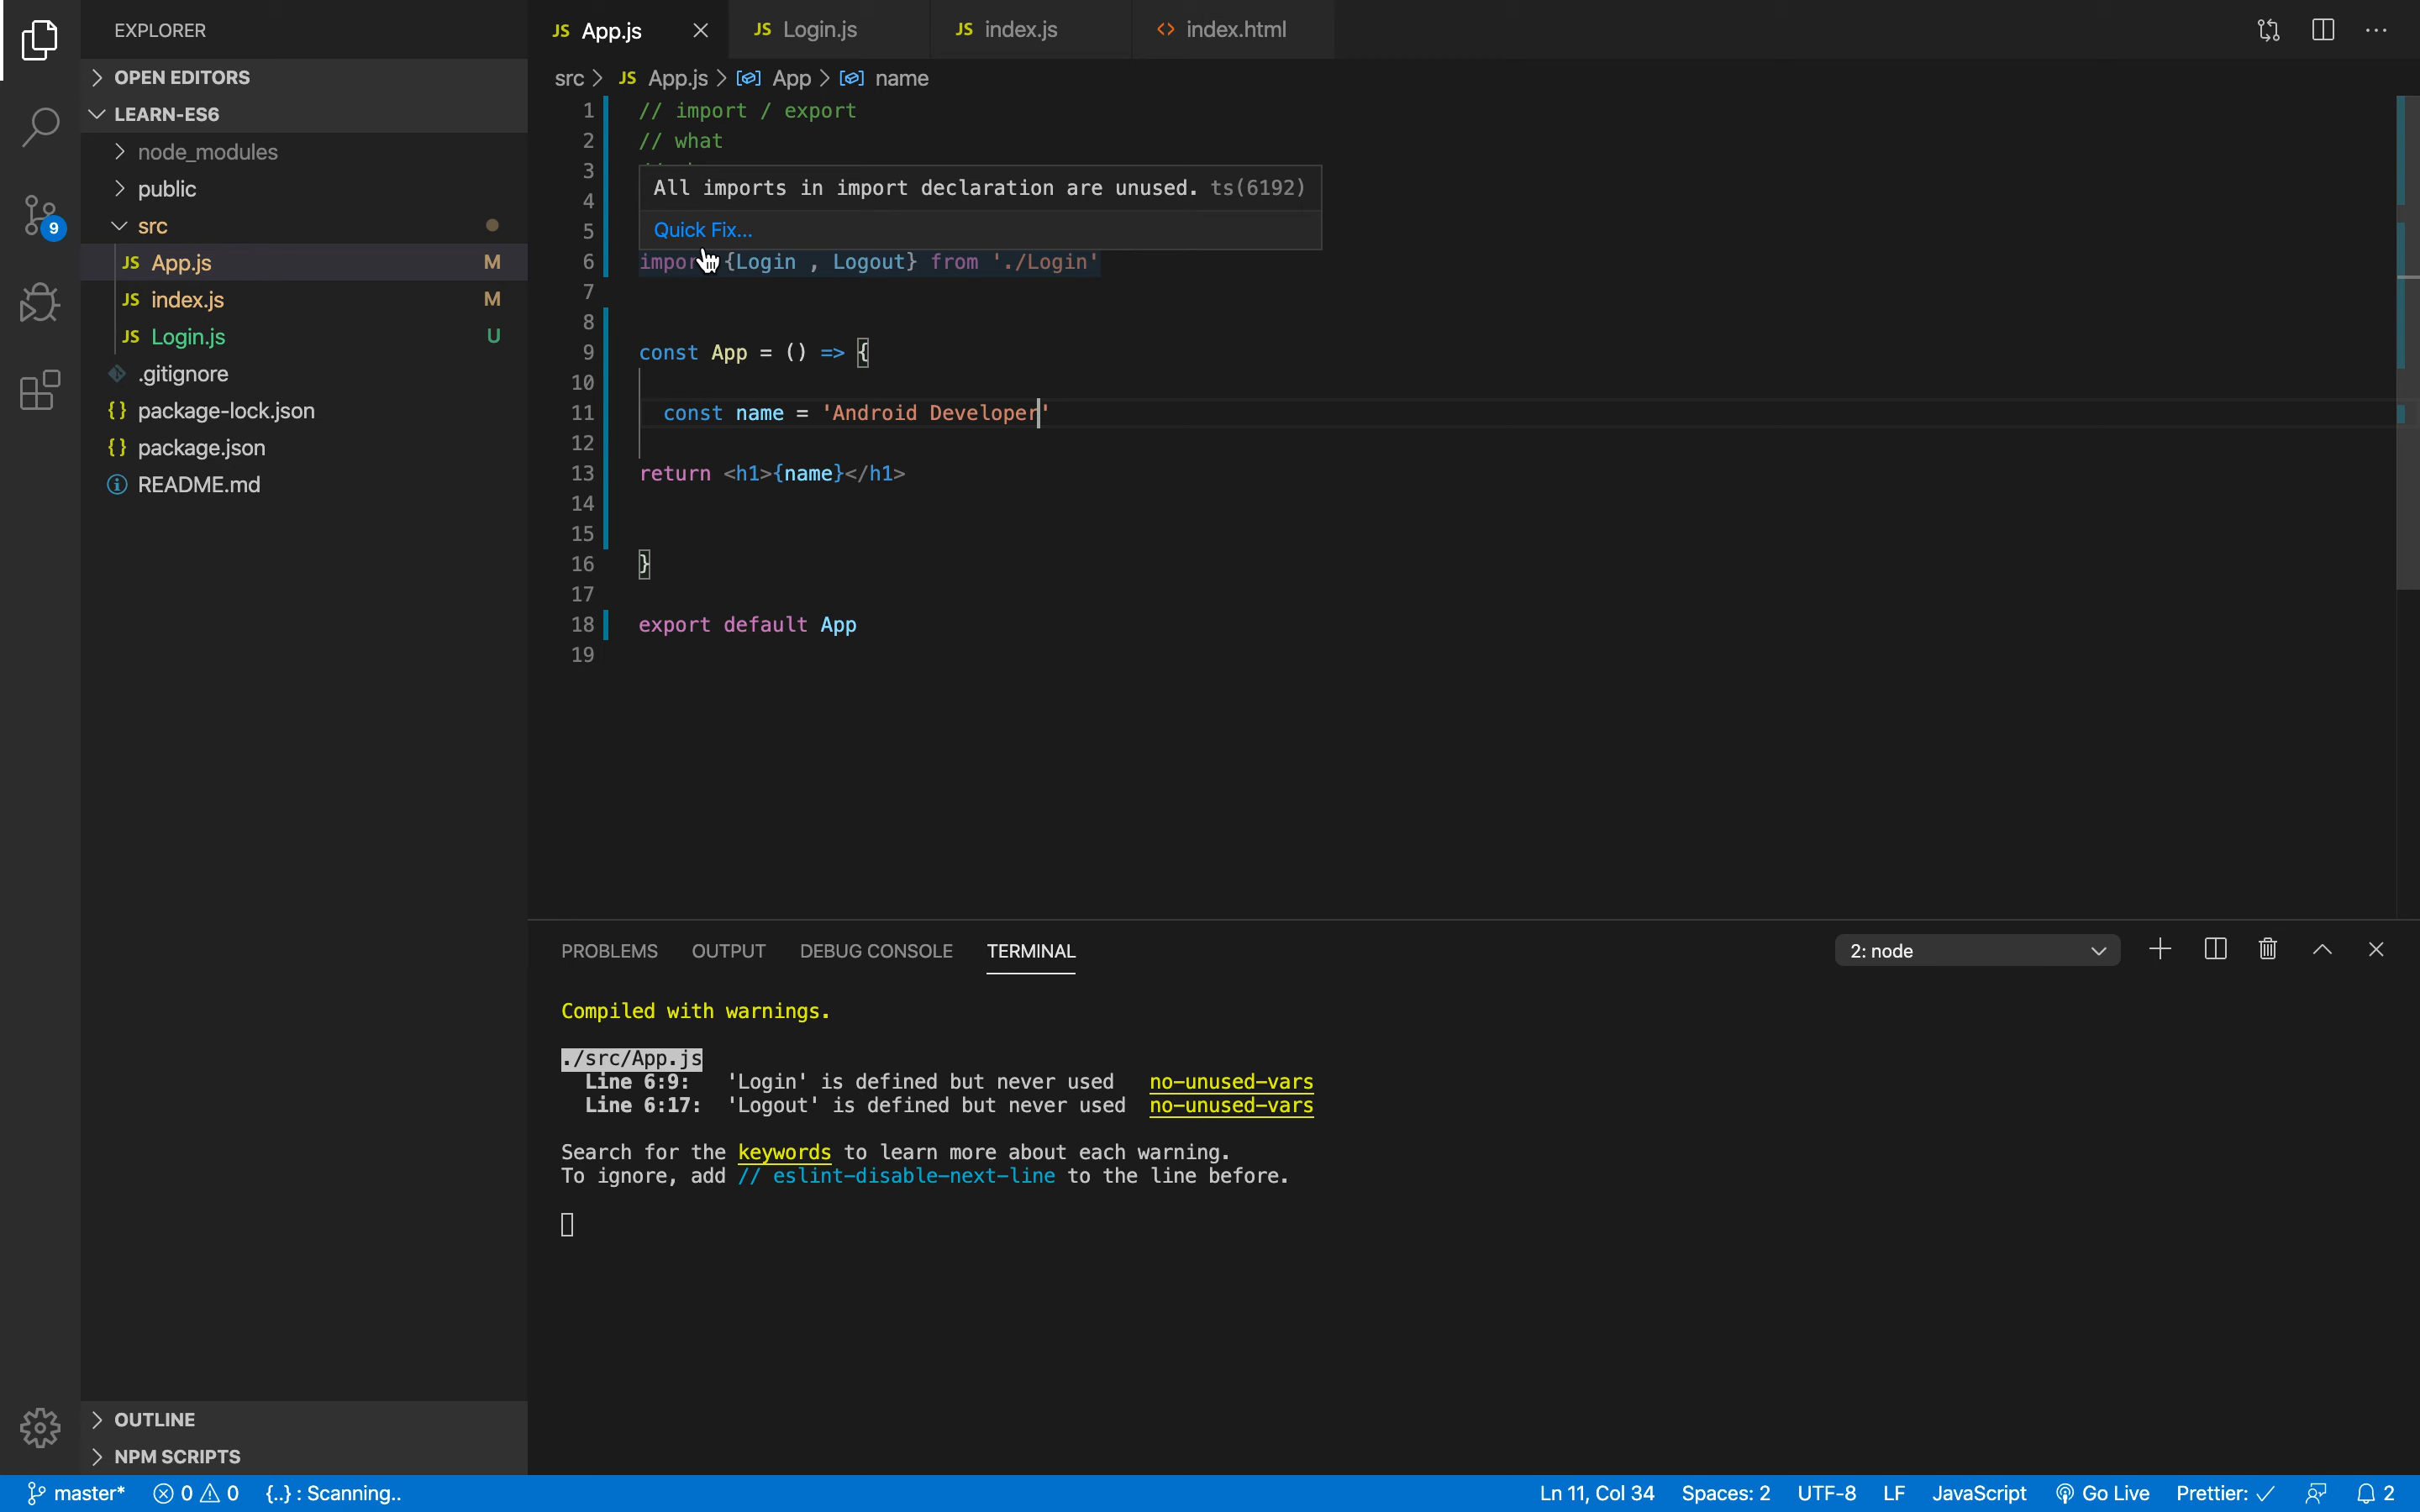 EXPLORER
OPEN EDITORS
LEARN-ES6
node_modules
public
src
JS App.js M
JS index.js M
JS Login.js U
.gitignore
{} package-lock.json
{} package.json
README.md
OUTLINE
NPM SCRIPTS
9
JS App.js
JS Login.js
JS index.js
<> index.html
src > JS App.js > App > name
1 // import / export
2 // what
3
4
5
All imports in import declaration are unused. ts(6192)
Quick Fix...
6 import {Login , Logout} from './Login'
7
8
9 const App = () => {
10
11 const name = 'Android Developer'
12
13 return <h1>{name}</h1>
14
15
16 }
17
18 export default App
19
PROBLEMS OUTPUT DEBUG CONSOLE TERMINAL
2: node
Compiled with warnings.
./src/App.js
Line 6:9: 'Login' is defined but never used no-unused-vars
Line 6:17: 'Logout' is defined but never used no-unused-vars
Search for the keywords to learn more about each warning.
To ignore, add // eslint-disable-next-line to the line before.
master* 0 0 {..} : Scanning.. Ln 11, Col 34 Spaces: 2 UTF-8 LF JavaScript Go Live Prettier: ✓ 2